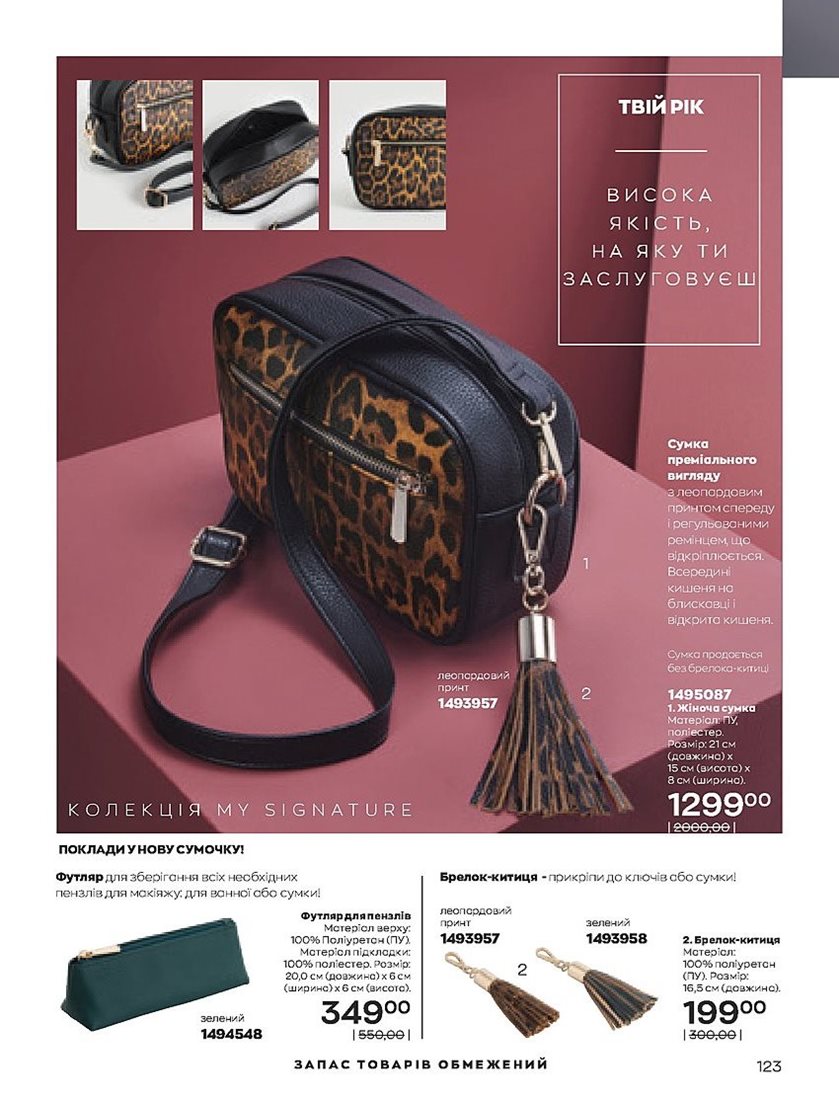 ТВІЙ РІК
ВИСОКА
ЯКІСТЬ,
НА ЯКУ ТИ
ЗАСЛУГОВУЄШ
Сумка
преміального
вигляду
з леопардовим
принтом спереду
і регульованими
ремінцем, що
відкріплюється.
Всередині
кишеня на
блискавці і
відкрита кишеня.
Сумка продається
без брелока-китиці
1
леопардовий
принт
1493957
2
1495087
1. Жіноча сумка
Матеріал: ПУ,
поліестер.
Розмір: 21 см
(довжина) х
15 см (висота) х
8 см (ширина).
1299⁰⁰
| 2000,00 |
КОЛЕКЦІЯ MY SIGNATURE
ПОКЛАДИ У НОВУ СУМОЧКУ!
Футляр для зберігання всіх необхідних
пензлів для макіяжу: для ванної або сумки!
Футляр для пензлів
Матеріал верху:
100% Поліуретан (ПУ).
Матеріал підкладки:
100% поліестер. Розмір:
20,0 см (довжина) х 6 см
(ширина) х 6 см (висота).
349⁰⁰
| 550,00 |
зелений
1494548
Брелок-китиця - прикріпи до ключів або сумки!
леопардовий
принт
1493957
2
зелений
1493958
2. Брелок-китиця
Матеріал:
100% поліуретан
(ПУ). Розмір:
16,5 см (довжина).
199⁰⁰
| 300,00 |
ЗАПАС ТОВАРІВ ОБМЕЖЕНИЙ
123